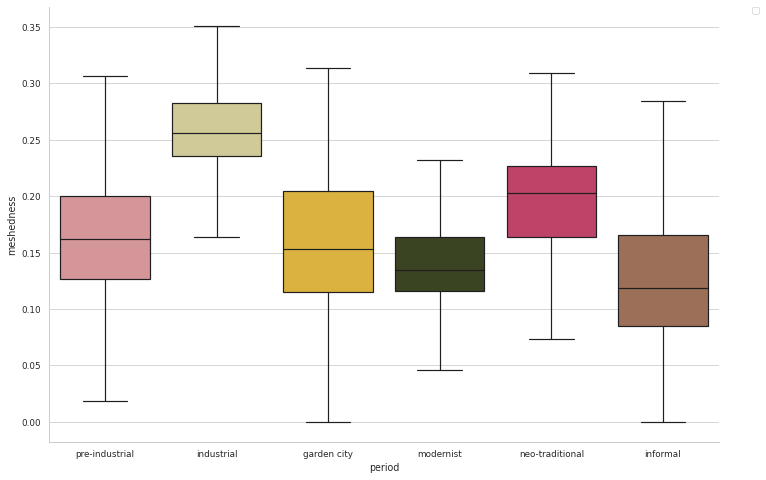 0.35
0.30
0.25
0.20
0.15
0.10
0.05
0.00
meshedness
pre-industrial industrial garden city modernist neo-traditional informal
period